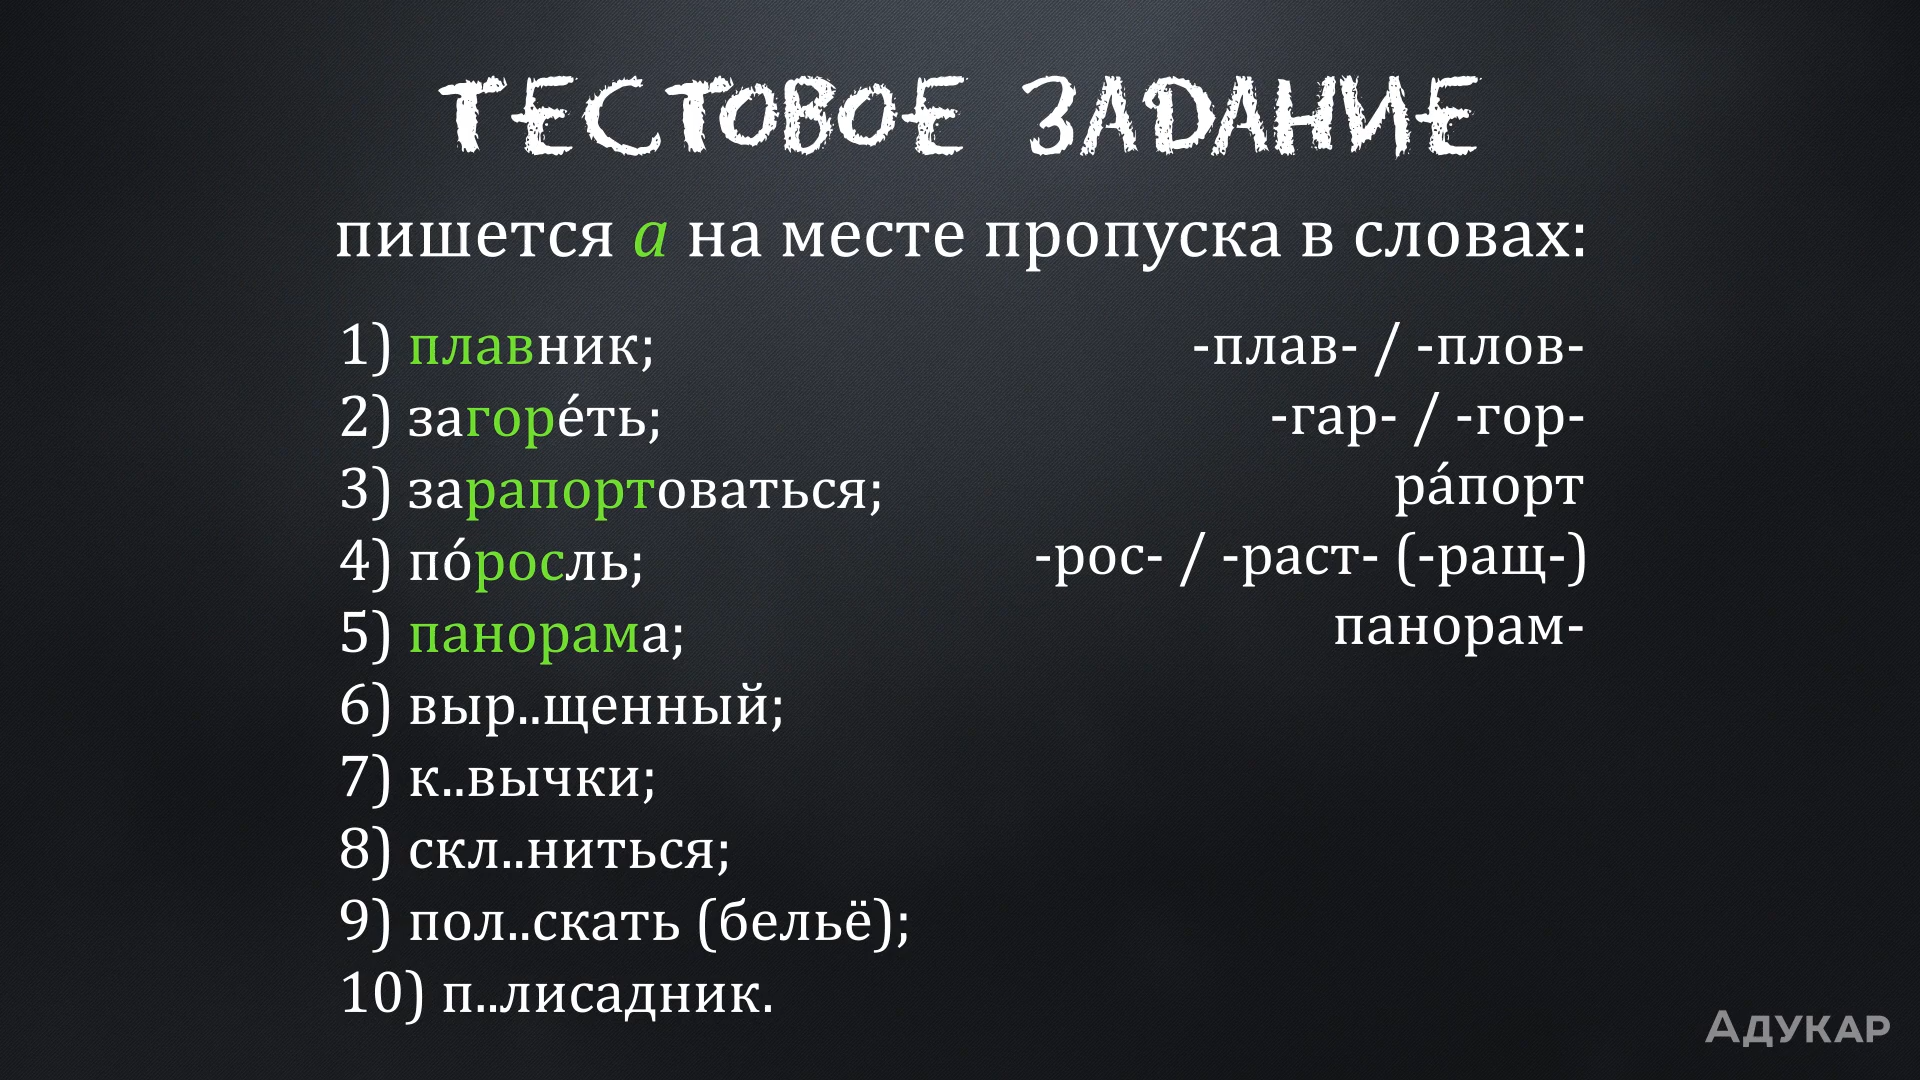 ТЕСТОВОЕ ЗАДАНИЕ
пишется а на месте пропуска в словах:
1) плавник; -плав- / -плов-
2) загоре́ть; -гар- / -гор-
3) зарапортоваться; ра́порт
4) по́росль; -рос- / -раст- (-ращ-)
5) панорама; панорам-
6) выр..щенный;
7) к..вычки;
8) скл..ниться;
9) пол..скать (бельё);
10) п..лисадник.
АДУКАР